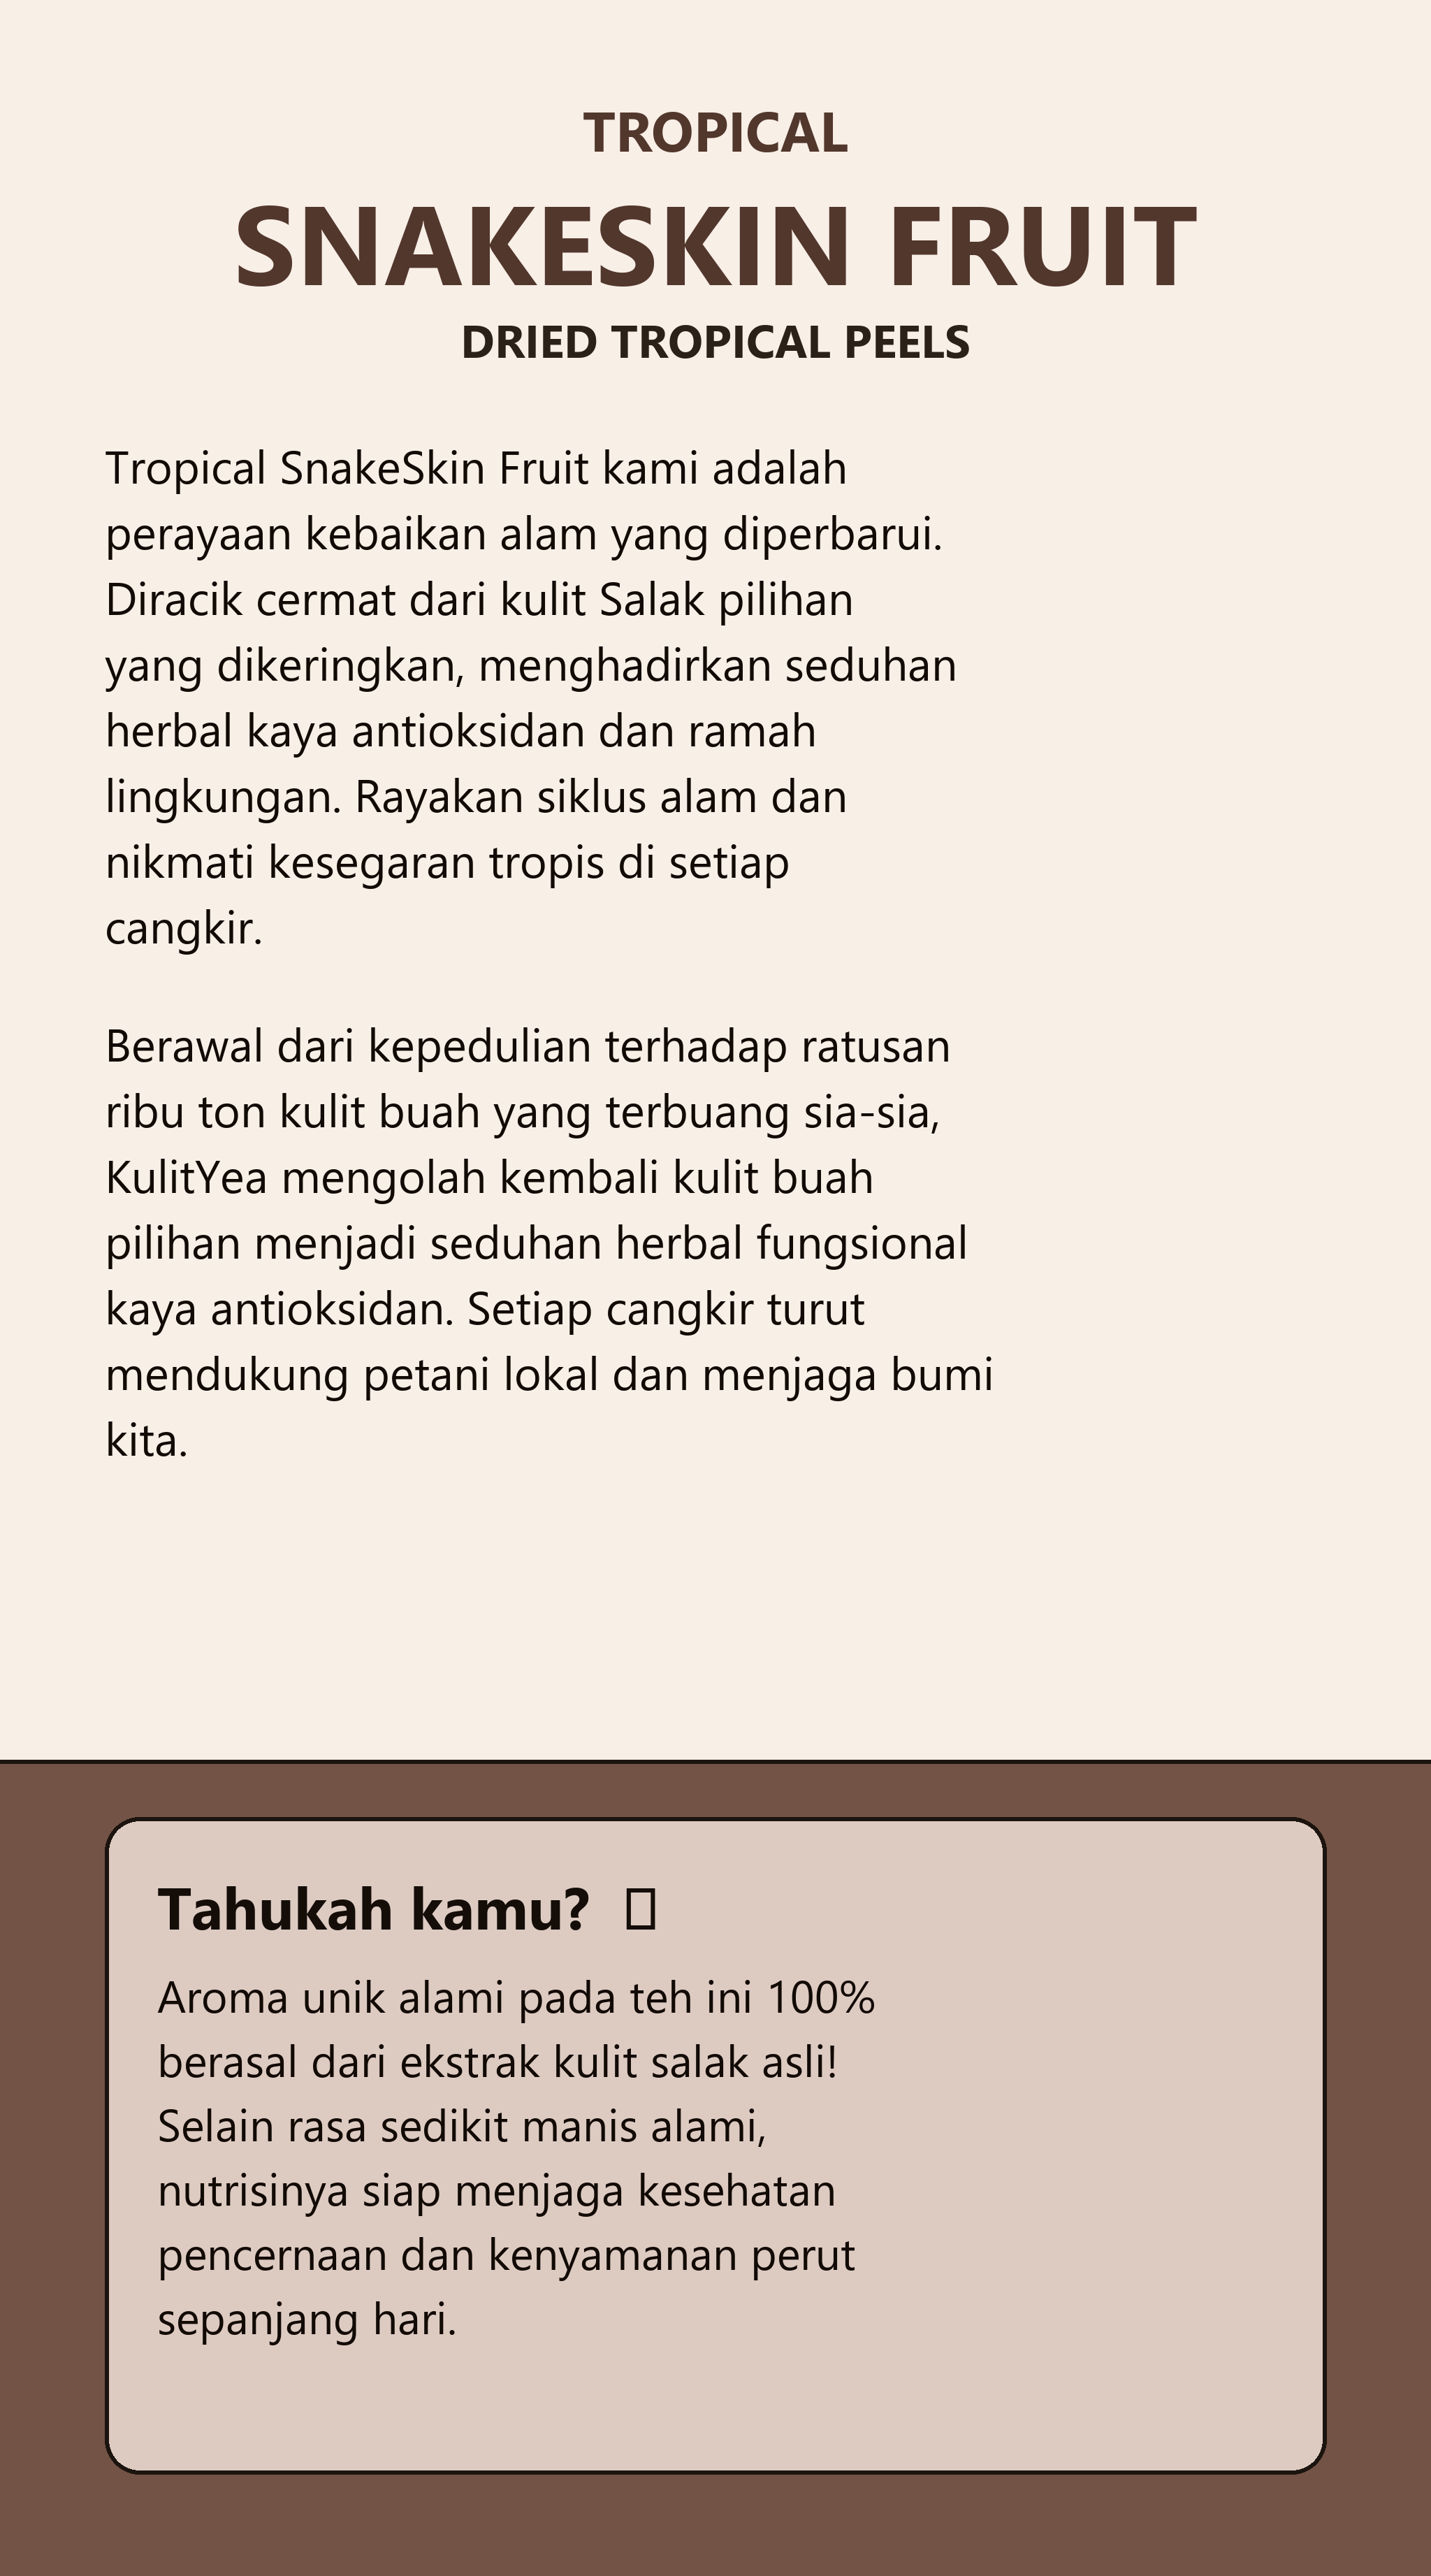 TROPICAL
SNAKESKIN FRUIT
DRIED TROPICAL PEELS
Tropical SnakeSkin Fruit kami adalah
perayaan kebaikan alam yang diperbarui.
Diracik cermat dari kulit Salak pilihan
yang dikeringkan, menghadirkan seduhan
herbal kaya antioksidan dan ramah
lingkungan. Rayakan siklus alam dan
nikmati kesegaran tropis di setiap
cangkir.
Berawal dari kepedulian terhadap ratusan
ribu ton kulit buah yang terbuang sia-sia,
KulitYea mengolah kembali kulit buah
pilihan menjadi seduhan herbal fungsional
kaya antioksidan. Setiap cangkir turut
mendukung petani lokal dan menjaga bumi
kita.
Tahukah kamu?
Aroma unik alami pada teh ini 100%
berasal dari ekstrak kulit salak asli!
Selain rasa sedikit manis alami,
nutrisinya siap menjaga kesehatan
pencernaan dan kenyamanan perut
sepanjang hari.